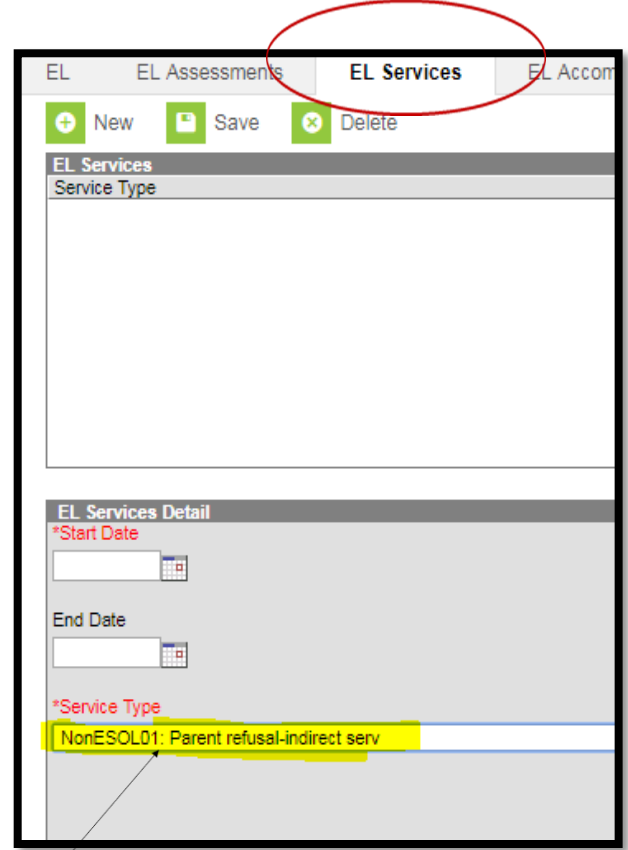 EL EL Assessments EL Services EL Accom
New Save Delete
EL Services
Service Type
EL Services Detail
*Start Date
End Date
*Service Type
NonESOL01: Parent refusal-indirect serv